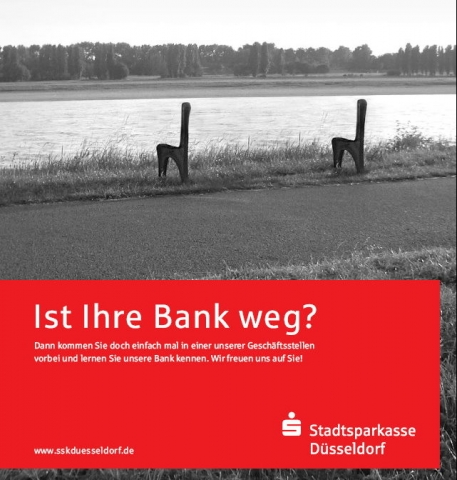 Ist Ihre Bank weg?
Dann kommen Sie doch einfach mal in einer unserer Geschäftsstellen
vorbei und lernen Sie unsere Bank kennen. Wir freuen uns auf Sie!
Stadtsparkasse
Düsseldorf
www.sskduesseldorf.de